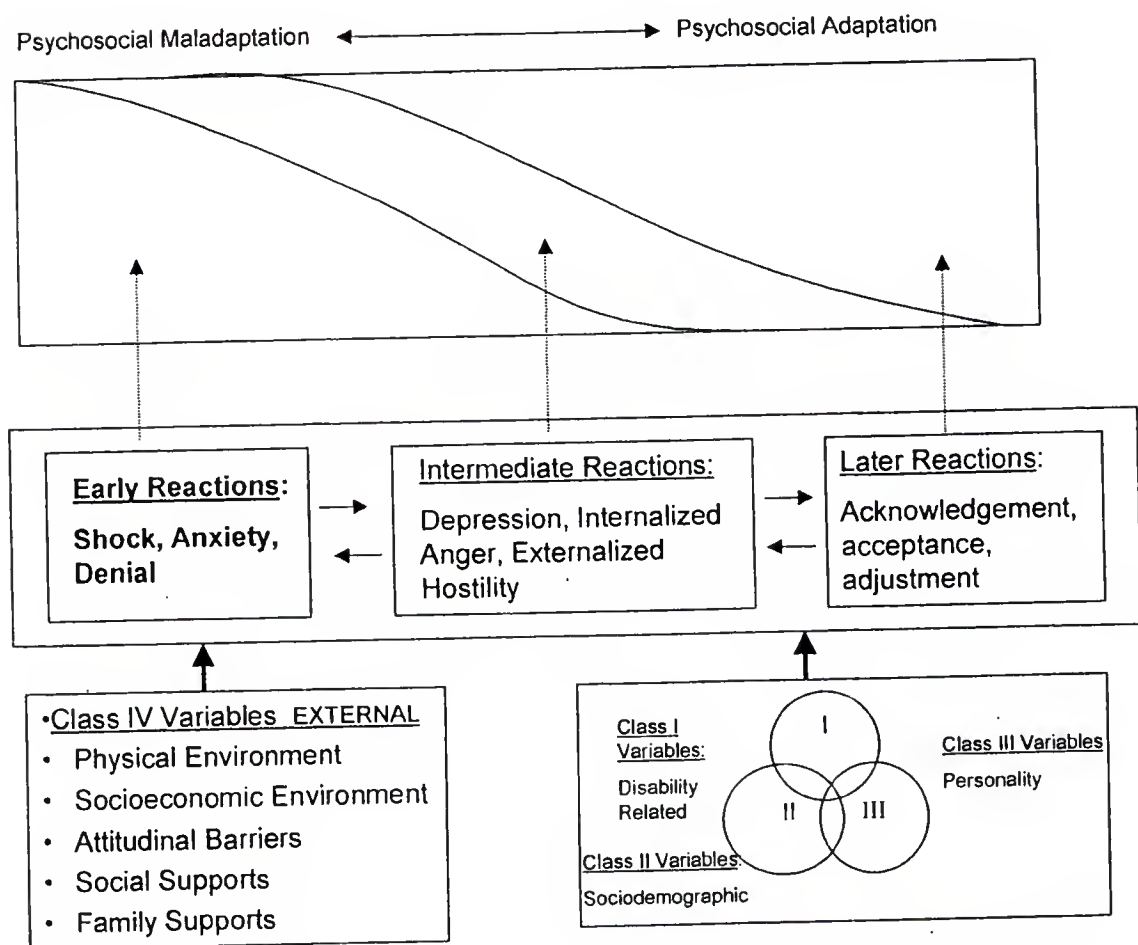 Psychosocial Maladaptation
Psychosocial Adaptation
Early Reactions:
Shock, Anxiety,
Denial
Intermediate Reactions:
Depression, Internalized
Anger, Externalized
Hostility
Later Reactions:
Acknowledgement,
acceptance,
adjustment
•Class IV Variables EXTERNAL
• Physical Environment
• Socioeconomic Environment
• Attitudinal Barriers
• Social Supports
• Family Supports
Class I
Variables:
Disability
Related
Class II Variables:
Sociodemographic
I
II
III
Class III Variables
Personality